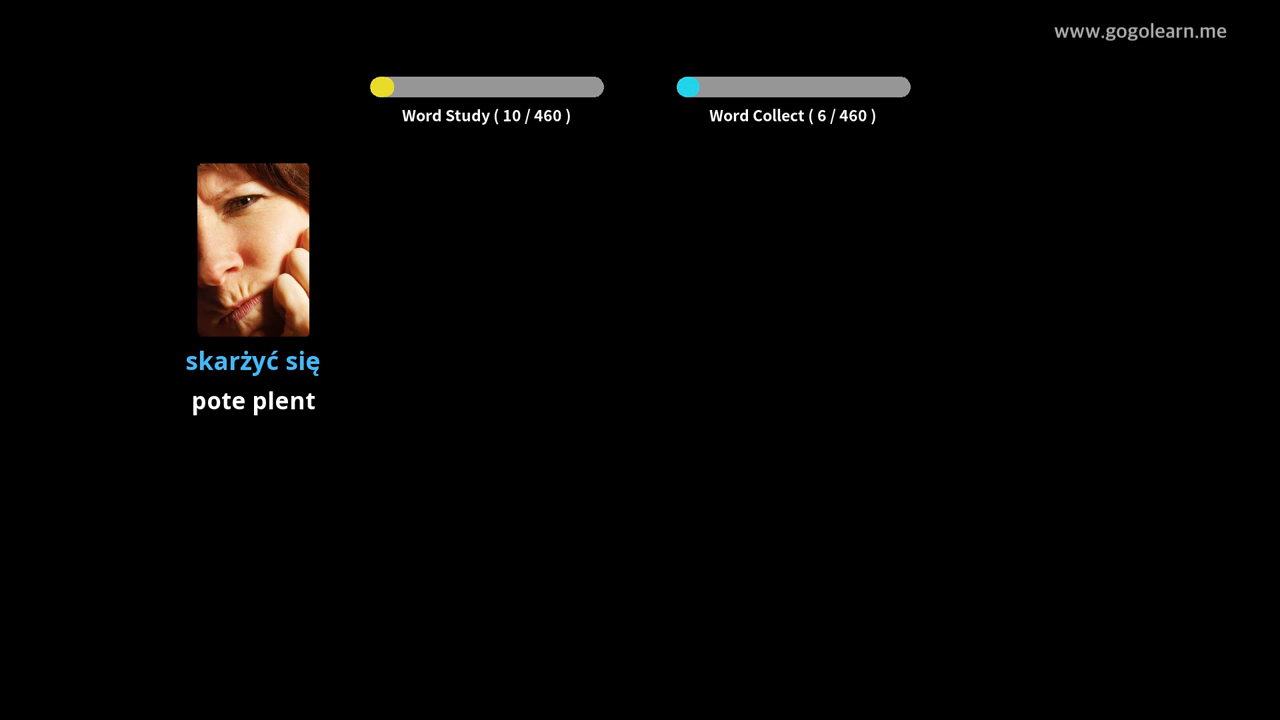 www.gogolearn.me
Word Study ( 10 / 460 )
Word Collect ( 6 / 460 )
skarżyć się
pote plent